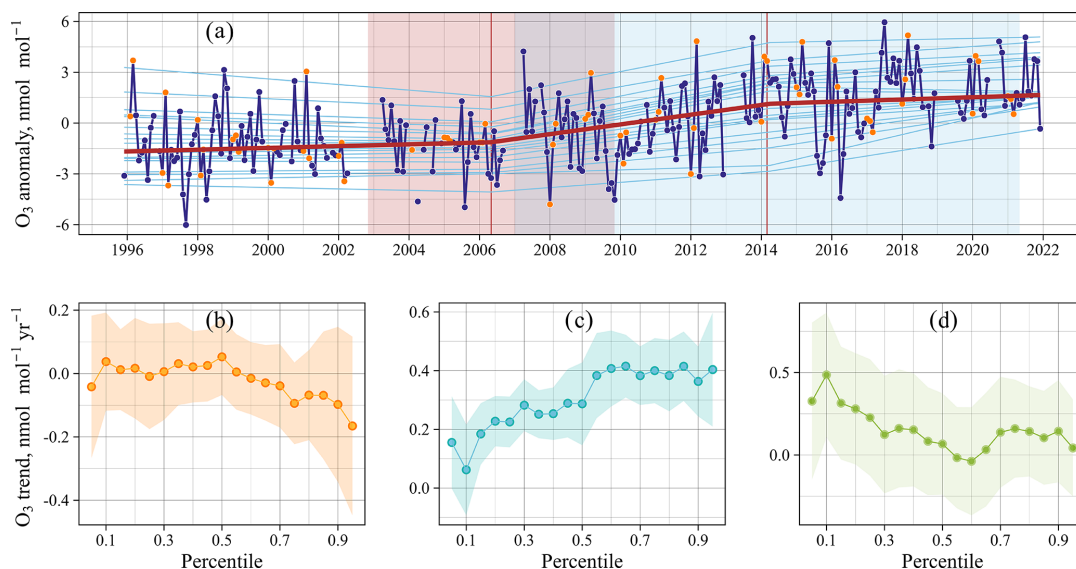 (a)
O₃ anomaly, nmol mol⁻¹
6
3
0
-3
-6
1996 1998 2000 2002 2004 2006 2008 2010 2012 2014 2016 2018 2020 2022
(b)
O₃ trend, nmol mol⁻¹ yr⁻¹
0.2
0.0
-0.2
-0.4
0.1 0.3 0.5 0.7 0.9
Percentile
(c)
0.6
0.4
0.2
0.0
0.1 0.3 0.5 0.7 0.9
Percentile
(d)
0.5
0.0
0.1 0.3 0.5 0.7 0.9
Percentile